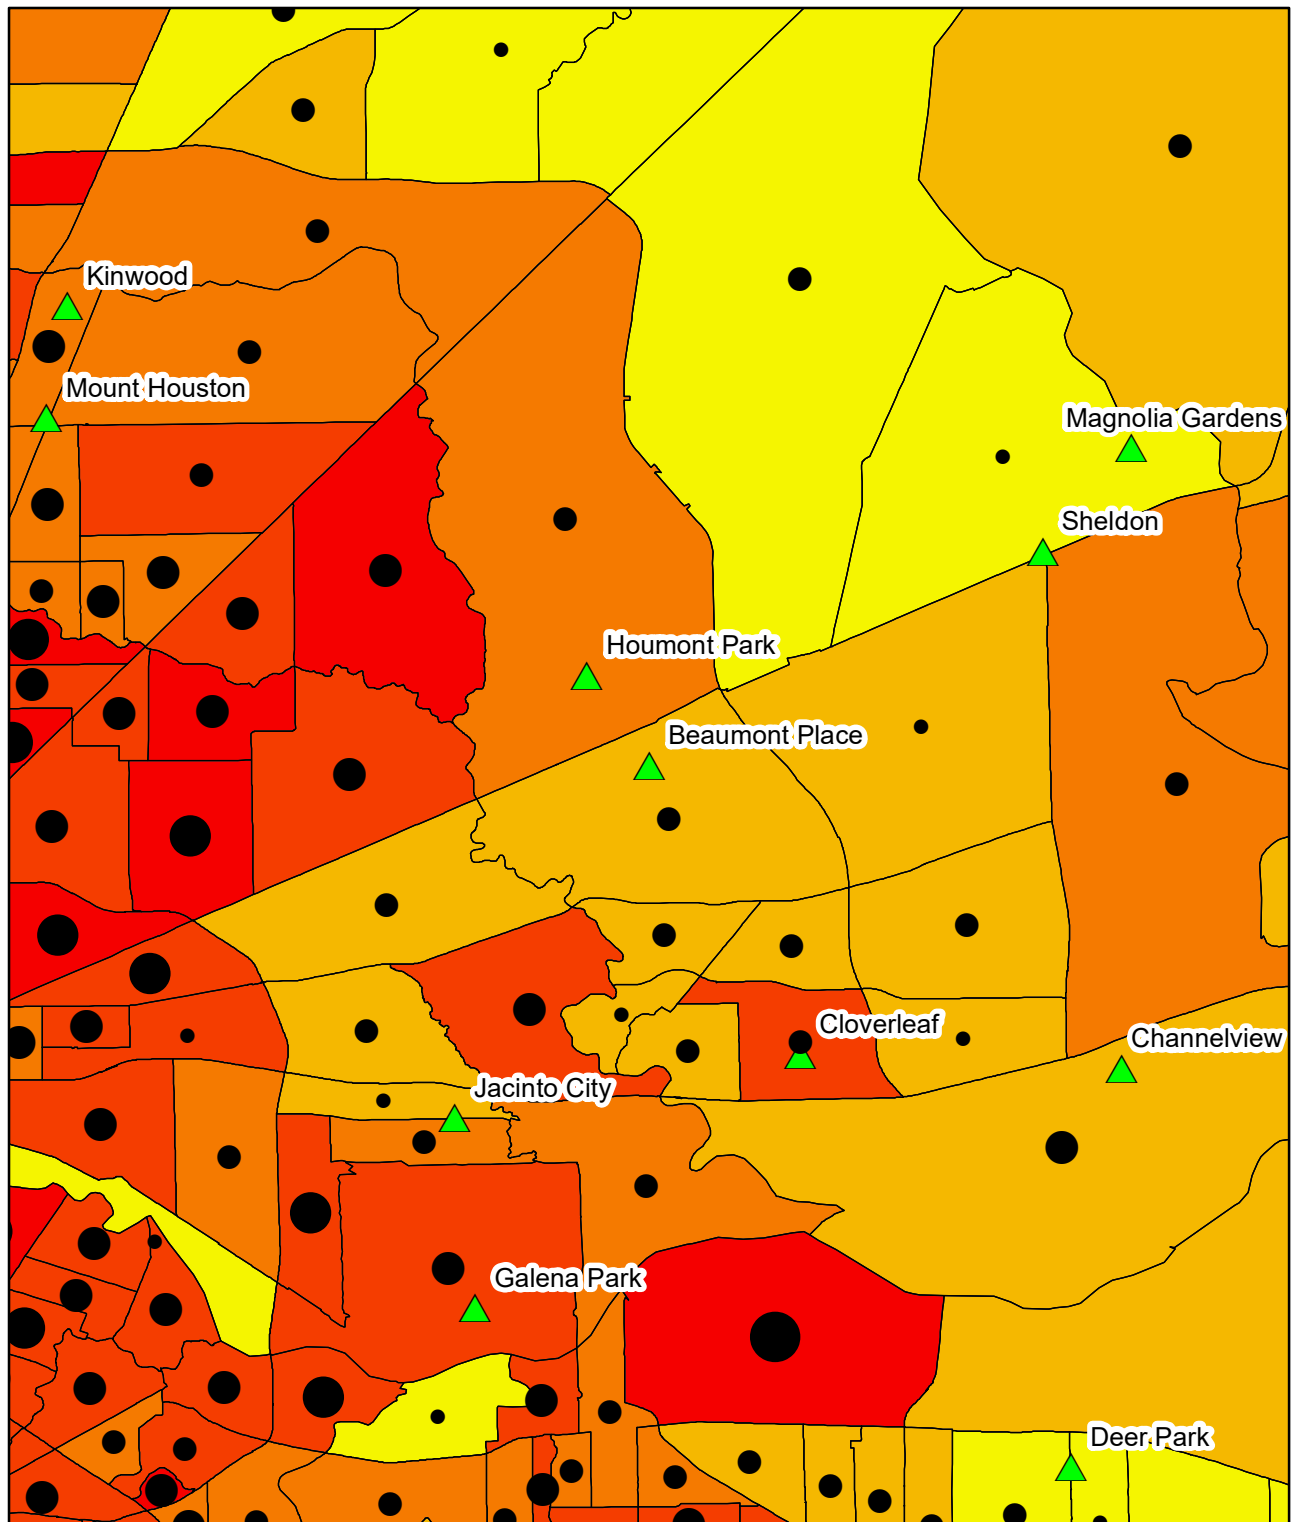 Kinwood
Mount Houston
Magnolia Gardens
Sheldon
Houmont Park
Beaumont Place
Cloverleaf
Channelview
Jacinto City
Galena Park
Deer Park